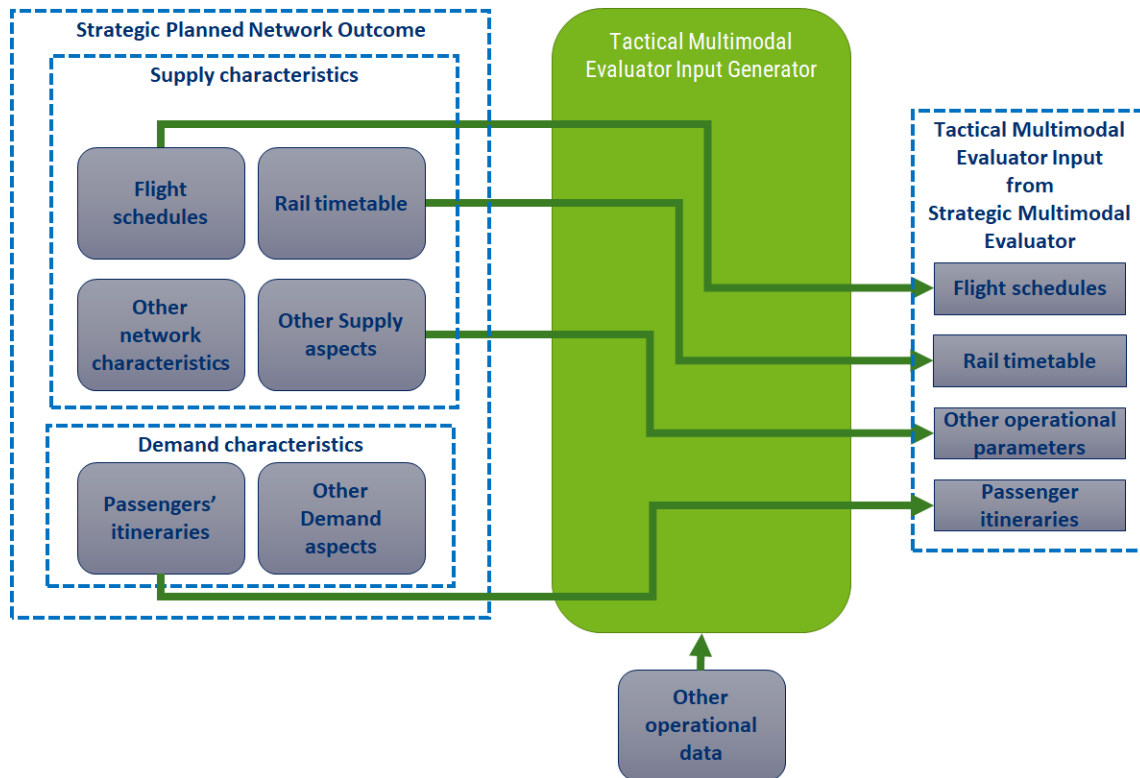 Strategic Planned Network Outcome
Supply characteristics
Flight
schedules
Rail timetable
Other
network
characteristics
Other Supply
aspects
Demand characteristics
Passengers’
itineraries
Other
Demand
aspects
Tactical Multimodal
Evaluator Input Generator
Other
operational
data
Tactical Multimodal
Evaluator Input
from
Strategic Multimodal
Evaluator
Flight schedules
Rail timetable
Other operational
parameters
Passenger
itineraries